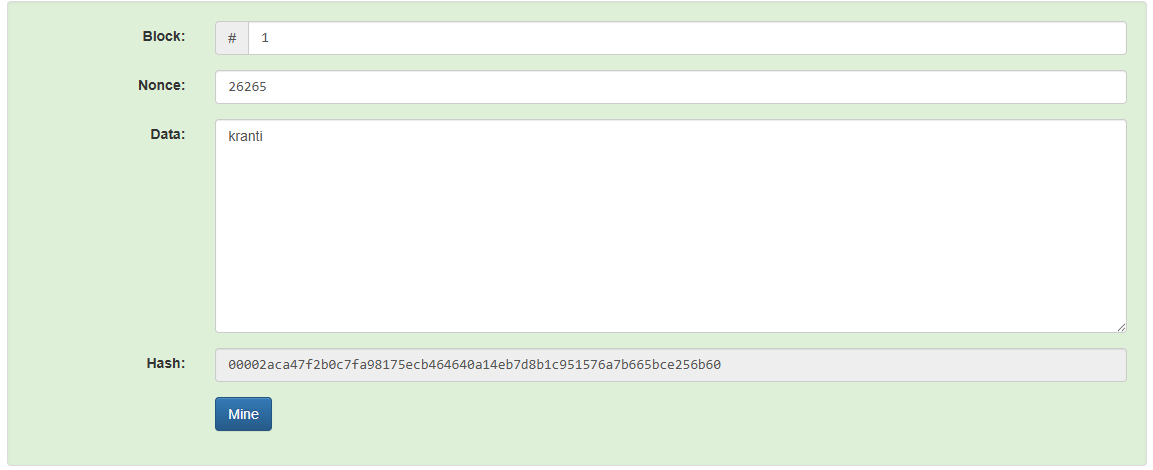 Block: # 1
Nonce: 26265
Data: kranti
Hash: 00002aca47f2b0c7fa98175ecb464640a14eb7d8b1c951576a7b665bce256b60
Mine